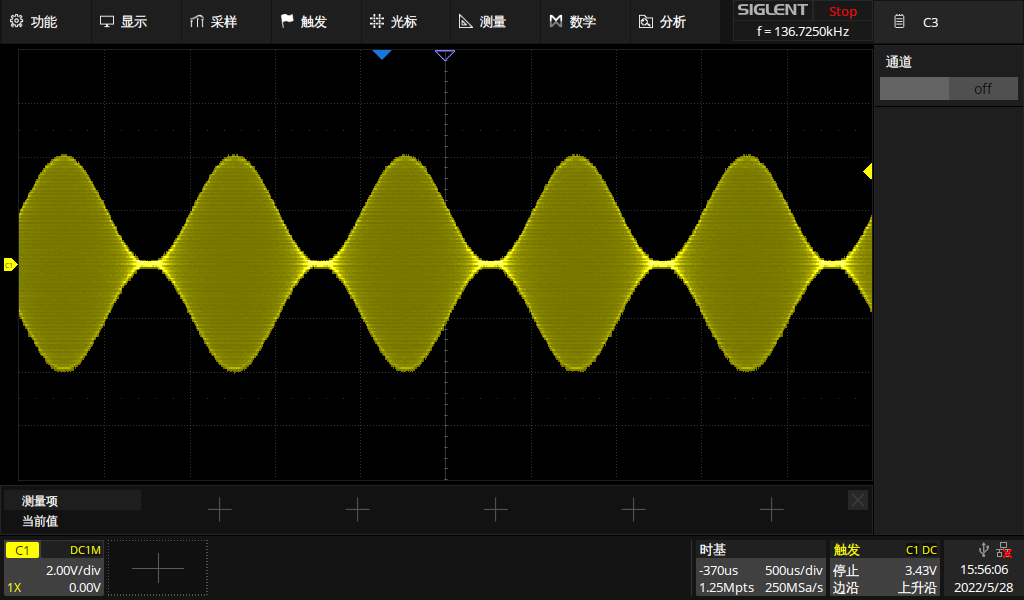 功能 显示 采样 触发 光标 测量 数学 分析
SIGLENT Stop
f = 136.7250kHz
C3
通道
off
C1
测量项
当前值
C1 DC1M
2.00V/div
1X 0.00V
时基
-370us 500us/div
1.25Mpts 250MSa/s
触发 C1 DC
停止 3.43V
边沿 上升沿
15:56:06
2022/5/28